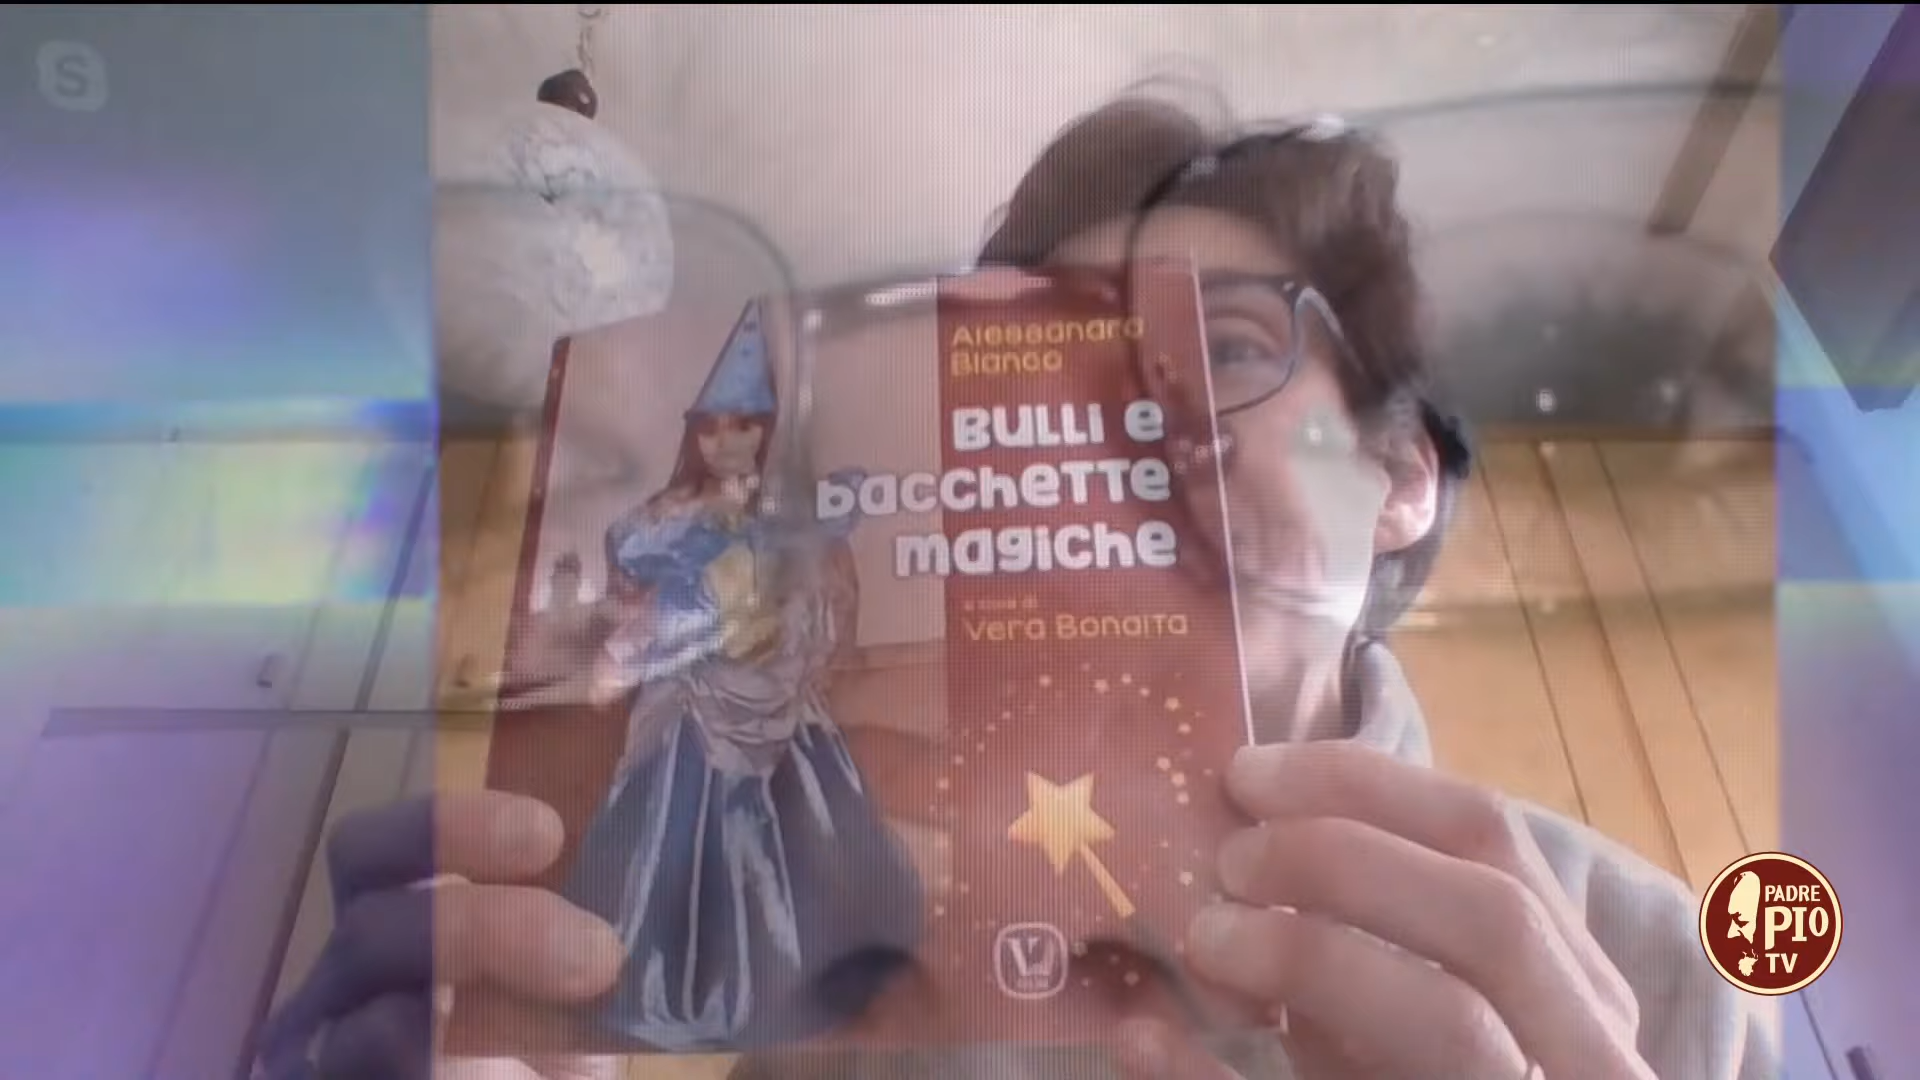 S
Alessandra
Bianco
BULLI e
bacchette
magiche
a cura di
Vera Bonaita
PADRE
PIO
TV